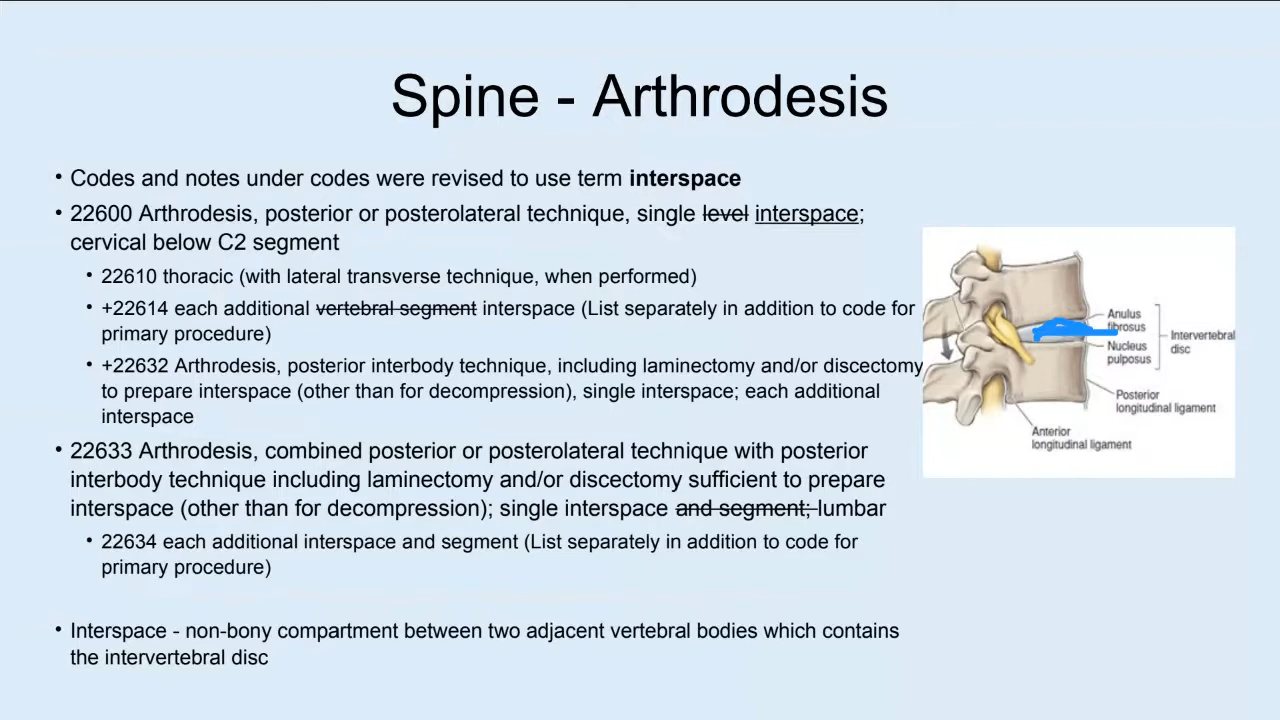 Spine - Arthrodesis
• Codes and notes under codes were revised to use term interspace
• 22600 Arthrodesis, posterior or posterolateral technique, single level interspace;
cervical below C2 segment
• 22610 thoracic (with lateral transverse technique, when performed)
• +22614 each additional vertebral segment interspace (List separately in addition to code for
primary procedure)
• +22632 Arthrodesis, posterior interbody technique, including laminectomy and/or discectomy
to prepare interspace (other than for decompression), single interspace; each additional
interspace
• 22633 Arthrodesis, combined posterior or posterolateral technique with posterior
interbody technique including laminectomy and/or discectomy sufficient to prepare
interspace (other than for decompression); single interspace and segment; lumbar
• 22634 each additional interspace and segment (List separately in addition to code for
primary procedure)
• Interspace - non-bony compartment between two adjacent vertebral bodies which contains
the intervertebral disc
Anulus
fibrosus
Nucleus
pulposus
Intervertebral
disc
Posterior
longitudinal ligament
Anterior
longitudinal ligament